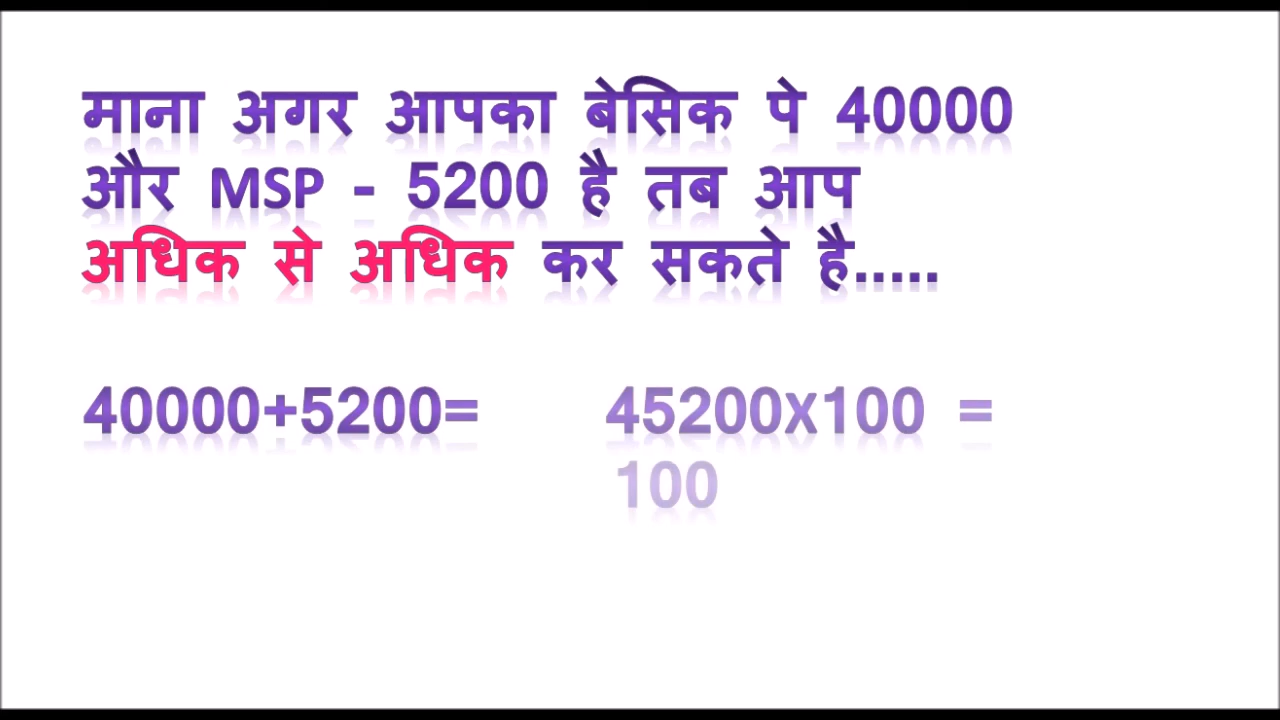 माना अगर आपका बेसिक पे 40000
और MSP - 5200 है तब आप
अधिक से अधिक कर सकते है.....
40000+5200= 45200x100 =
100